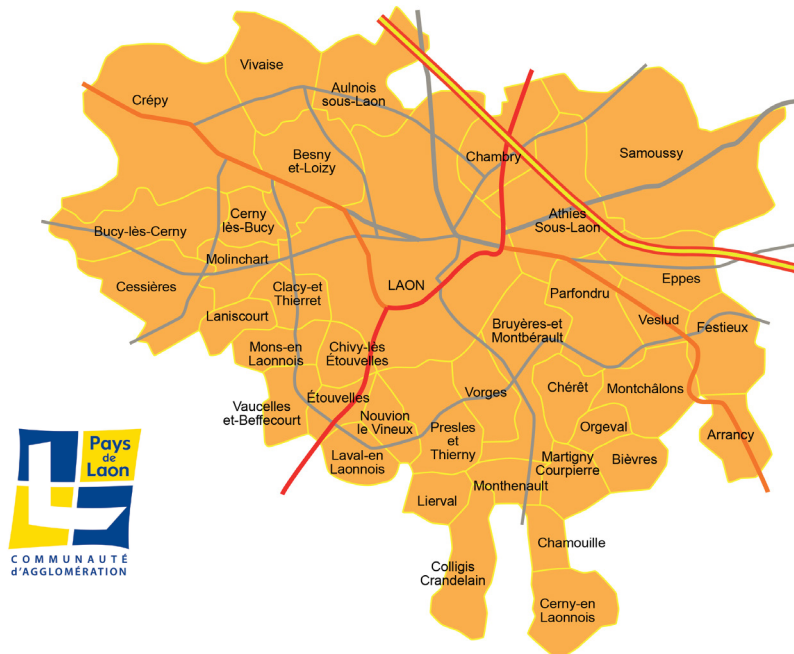 Vivaise
Aulnois
sous-Laon
Crépy
Besny
et-Loizy
Chambry
Samoussy
Cerny
lès-Bucy
Bucy-lès-Cerny
Athies
Sous-Laon
Molinchart
Cessières
Clacy-et
Thierret
LAON
Eppes
Parfondru
Laniscourt
Bruyères-et
Montbérault
Veslud
Festieux
Mons-en
Laonnois
Chivy-lès
Étouvelles
Étouvelles
Vorges
Chérêt
Montchâlons
Vaucelles
et-Beffecourt
Nouvion
le Vineux
Presles
et
Thierny
Orgeval
Arrancy
Laval-en
Laonnois
Martigny
Courpierre
Bièvres
Lierval
Monthenault
Chamouille
Colligis
Crandelain
Cerny-en
Laonnois
Pays
de
Laon
COMMUNAUTÉ
d'AGGLOMÉRATION